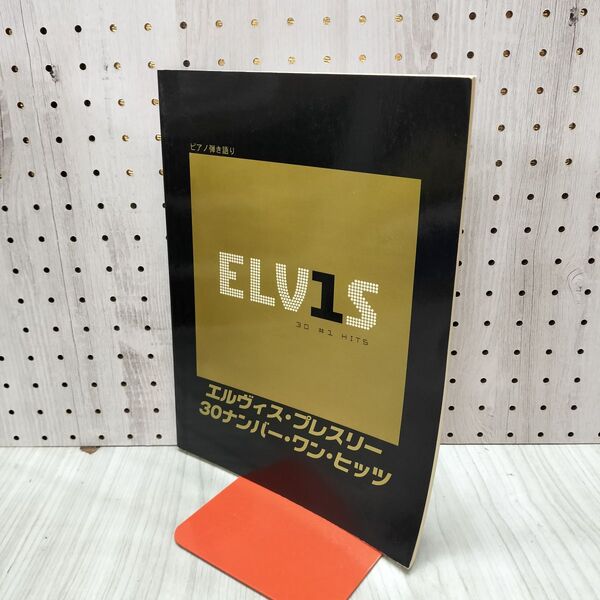 ピアノ弾き語り
ELV1S
30 #1 HITS
エルヴィス・プレスリー
30ナンバー・ワン・ヒッツ